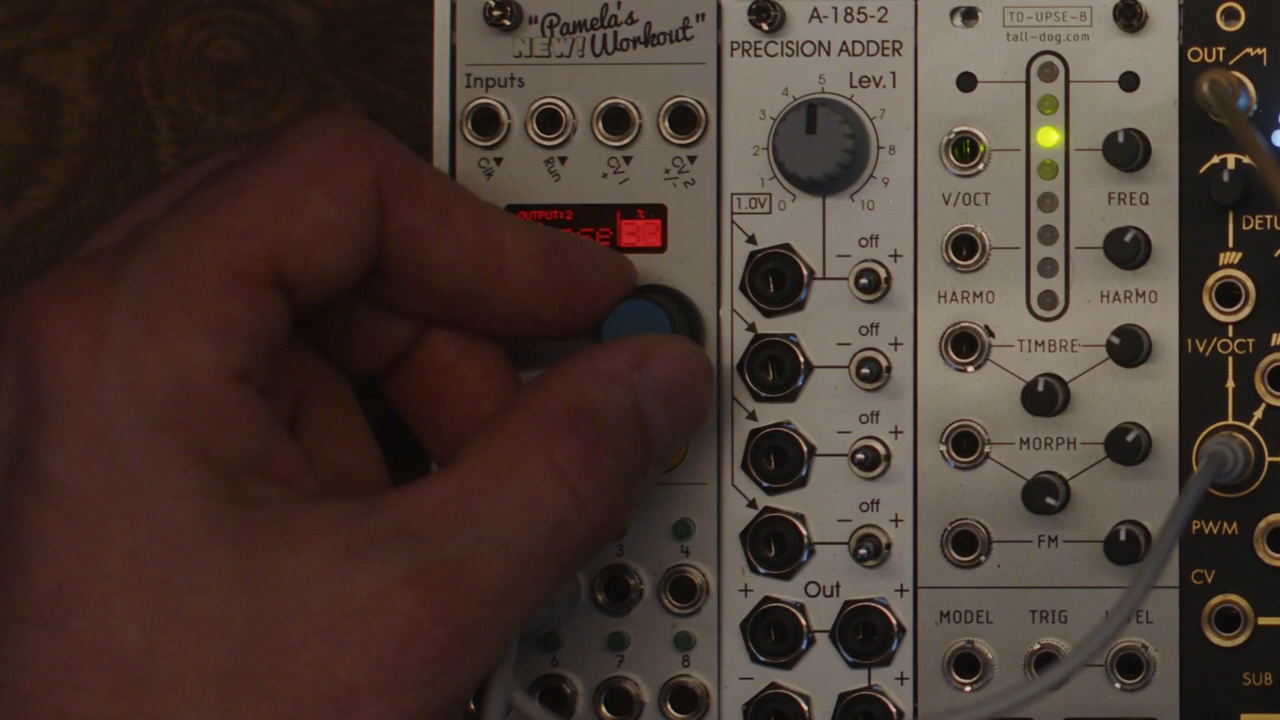 "Pamela's
NEW! Workout"
Inputs
Clk
Run
+ CV 1
+/- CV 2
OUTPUT:2
%
3
4
6
7
8
A-185-2
PRECISION ADDER
Lev.1
0
1
2
3
4
5
7
8
9
10
1.0V
off
- +
off
- +
off
- +
off
- +
+ Out +
- +
TD-UPSE-B
tall-dog.com
V/OCT
FREQ
HARMO
HARMO
TIMBRE
MORPH
FM
MODEL
TRIG
OUT
1V/OCT
PWM
CV
SUB